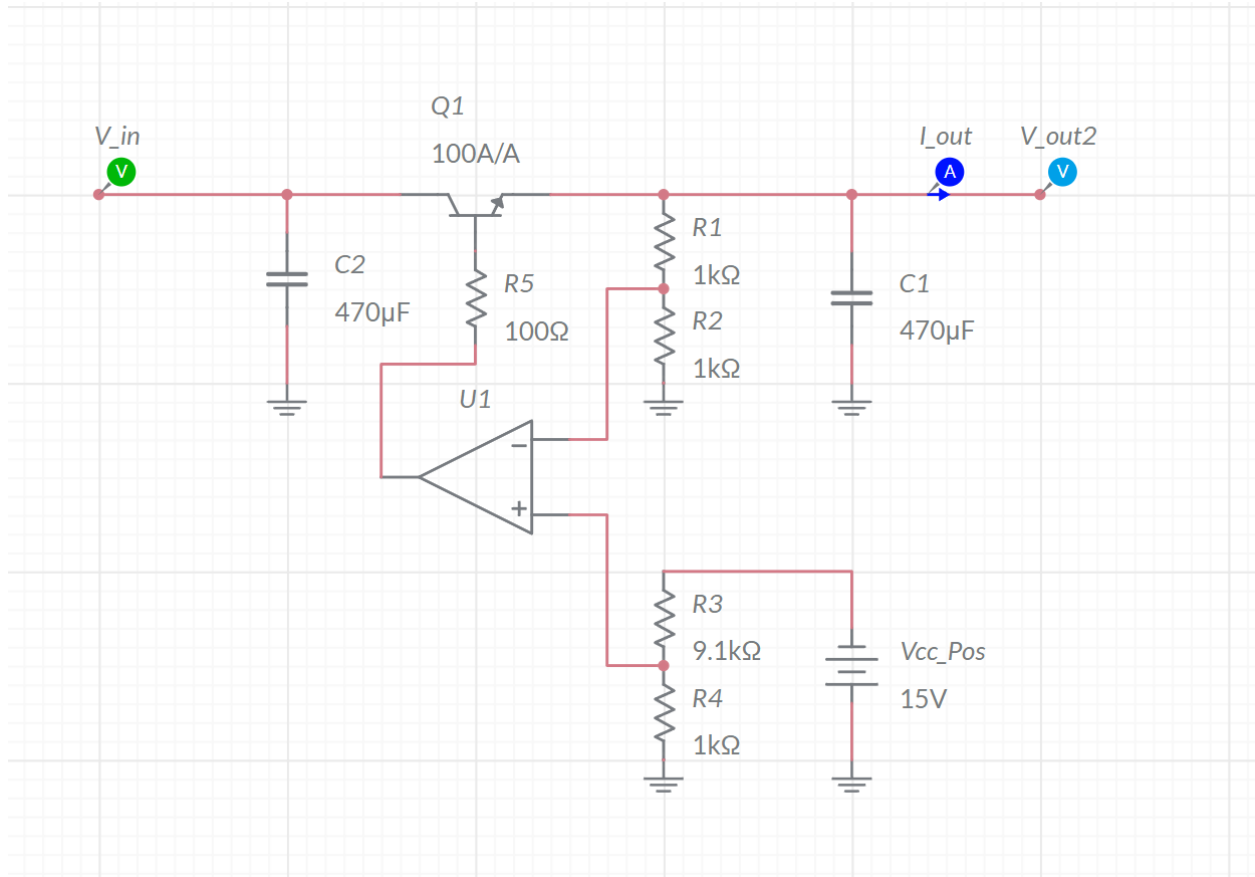 Q1
100A/A
V_in
V
I_out
A
V_out2
V
C2
470µF
R5
100Ω
R1
1kΩ
R2
1kΩ
C1
470µF
U1
−
+
R3
9.1kΩ
R4
1kΩ
Vcc_Pos
15V